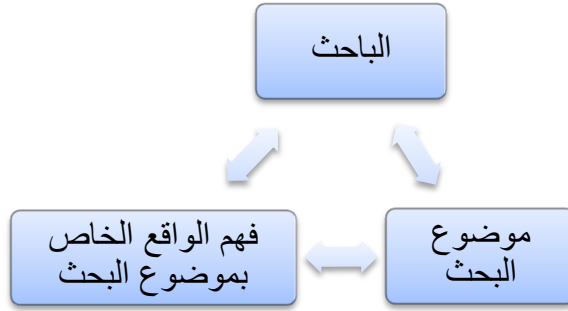 الباحث
موضوع
البحث
فهم الواقع الخاص
بموضوع البحث